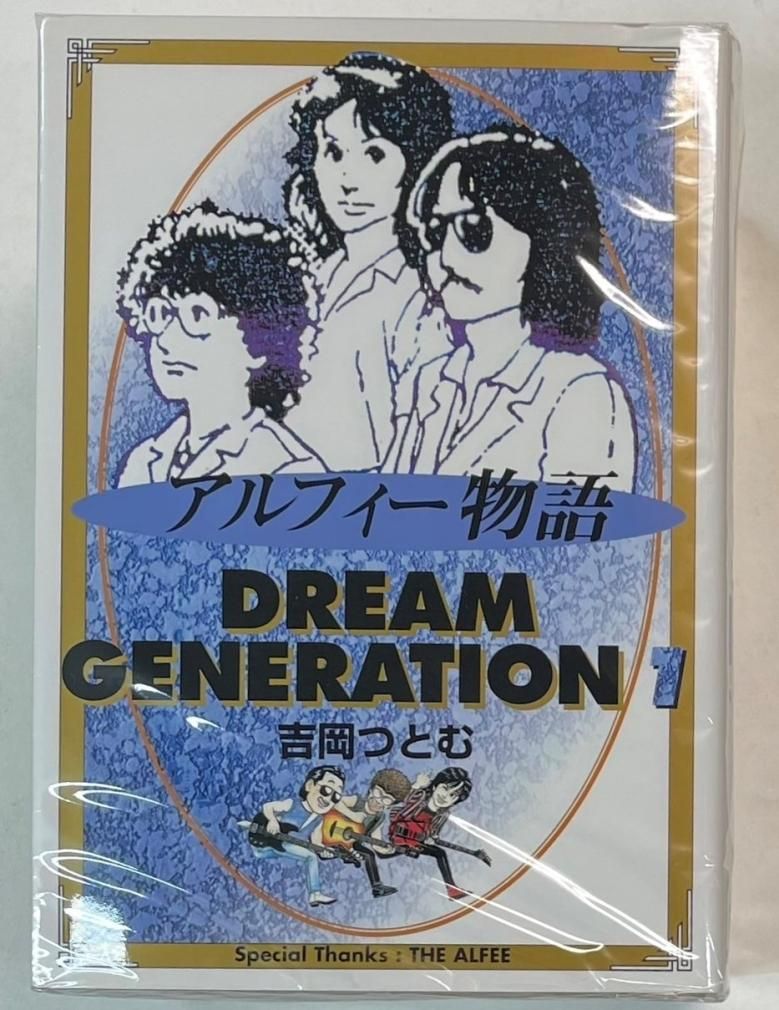 アルフィー物語
DREAM
GENERATION 1
吉岡つとむ
Special Thanks : THE ALFEE